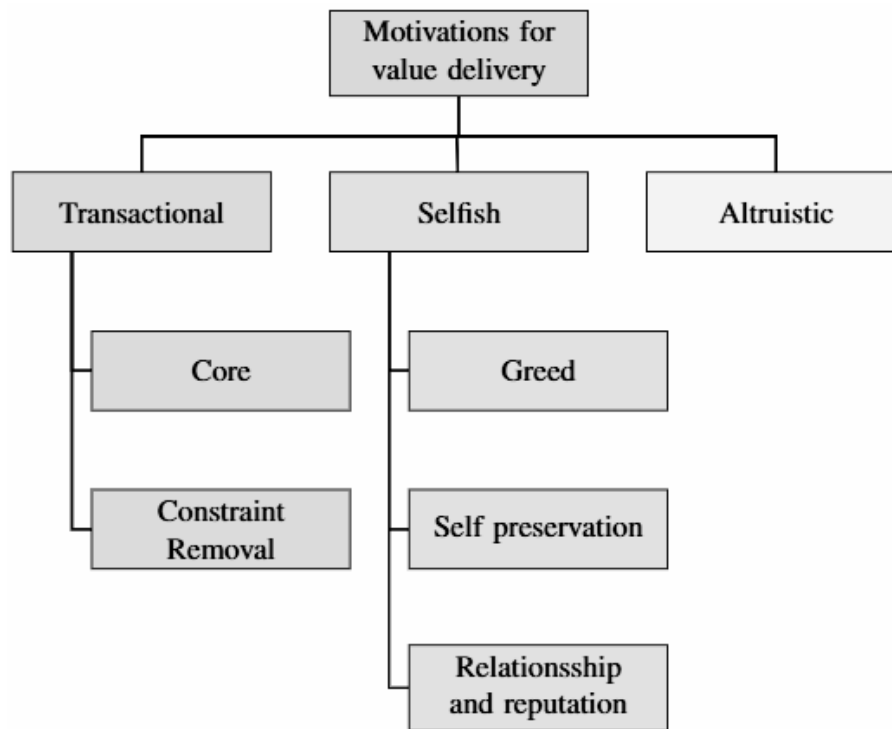 Motivations for
value delivery
Transactional
Selfish
Altruistic
Core
Greed
Constraint
Removal
Self preservation
Relationsship
and reputation